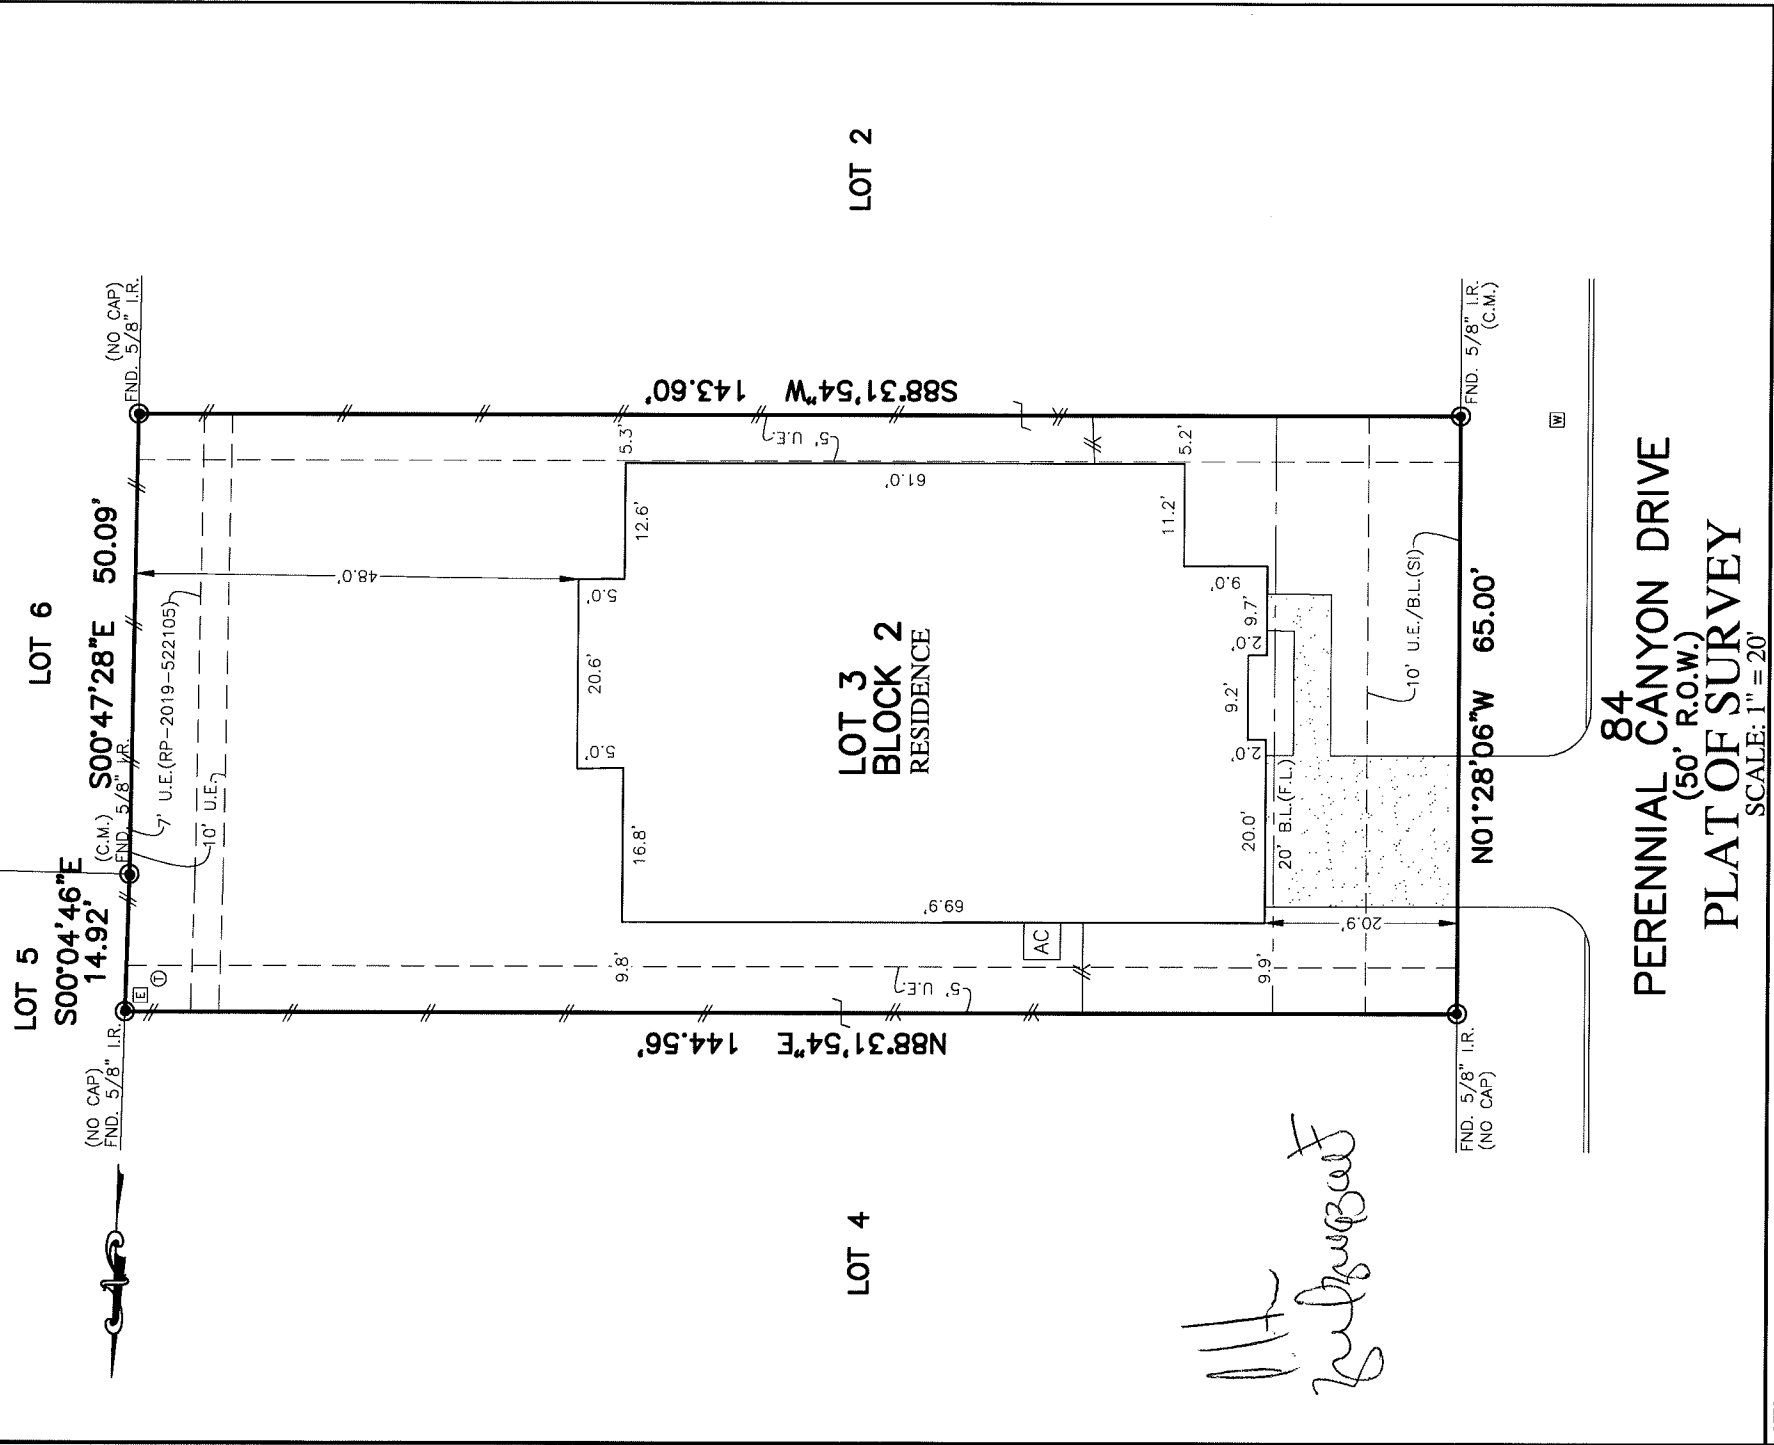 LOT 5
S00°04'46"E
14.92'
LOT 6
S00°47'28"E 50.09'
(C.M.)
FND. 5/8" I.R.
(NO CAP)
FND. 5/8" I.R.
(NO CAP)
FND. 5/8" I.R.
7' U.E.(RP-2019-522105)
10' U.E.
E
T
48.0'
5.0'
20.6'
5.0'
12.6'
16.8'
5.3'
9.8'
S88°31'54"W 143.60'
5' U.E.
61.0'
LOT 2
LOT 3
BLOCK 2
RESIDENCE
69.9'
AC
N88°31'54"E 144.56'
5' U.E.
LOT 4
5.2'
11.2'
9.0'
9.7'
2.0'
9.2'
2.0'
20.0'
20' B.L.(F.L.)
9.9'
20.9'
10' U.E./B.L.(SI)
N01°28'06"W 65.00'
FND. 5/8" I.R.
(NO CAP)
FND. 5/8" I.R.
(C.M.)
W
84
PERENNIAL CANYON DRIVE
(50' R.O.W.)
PLAT OF SURVEY
SCALE: 1" = 20'